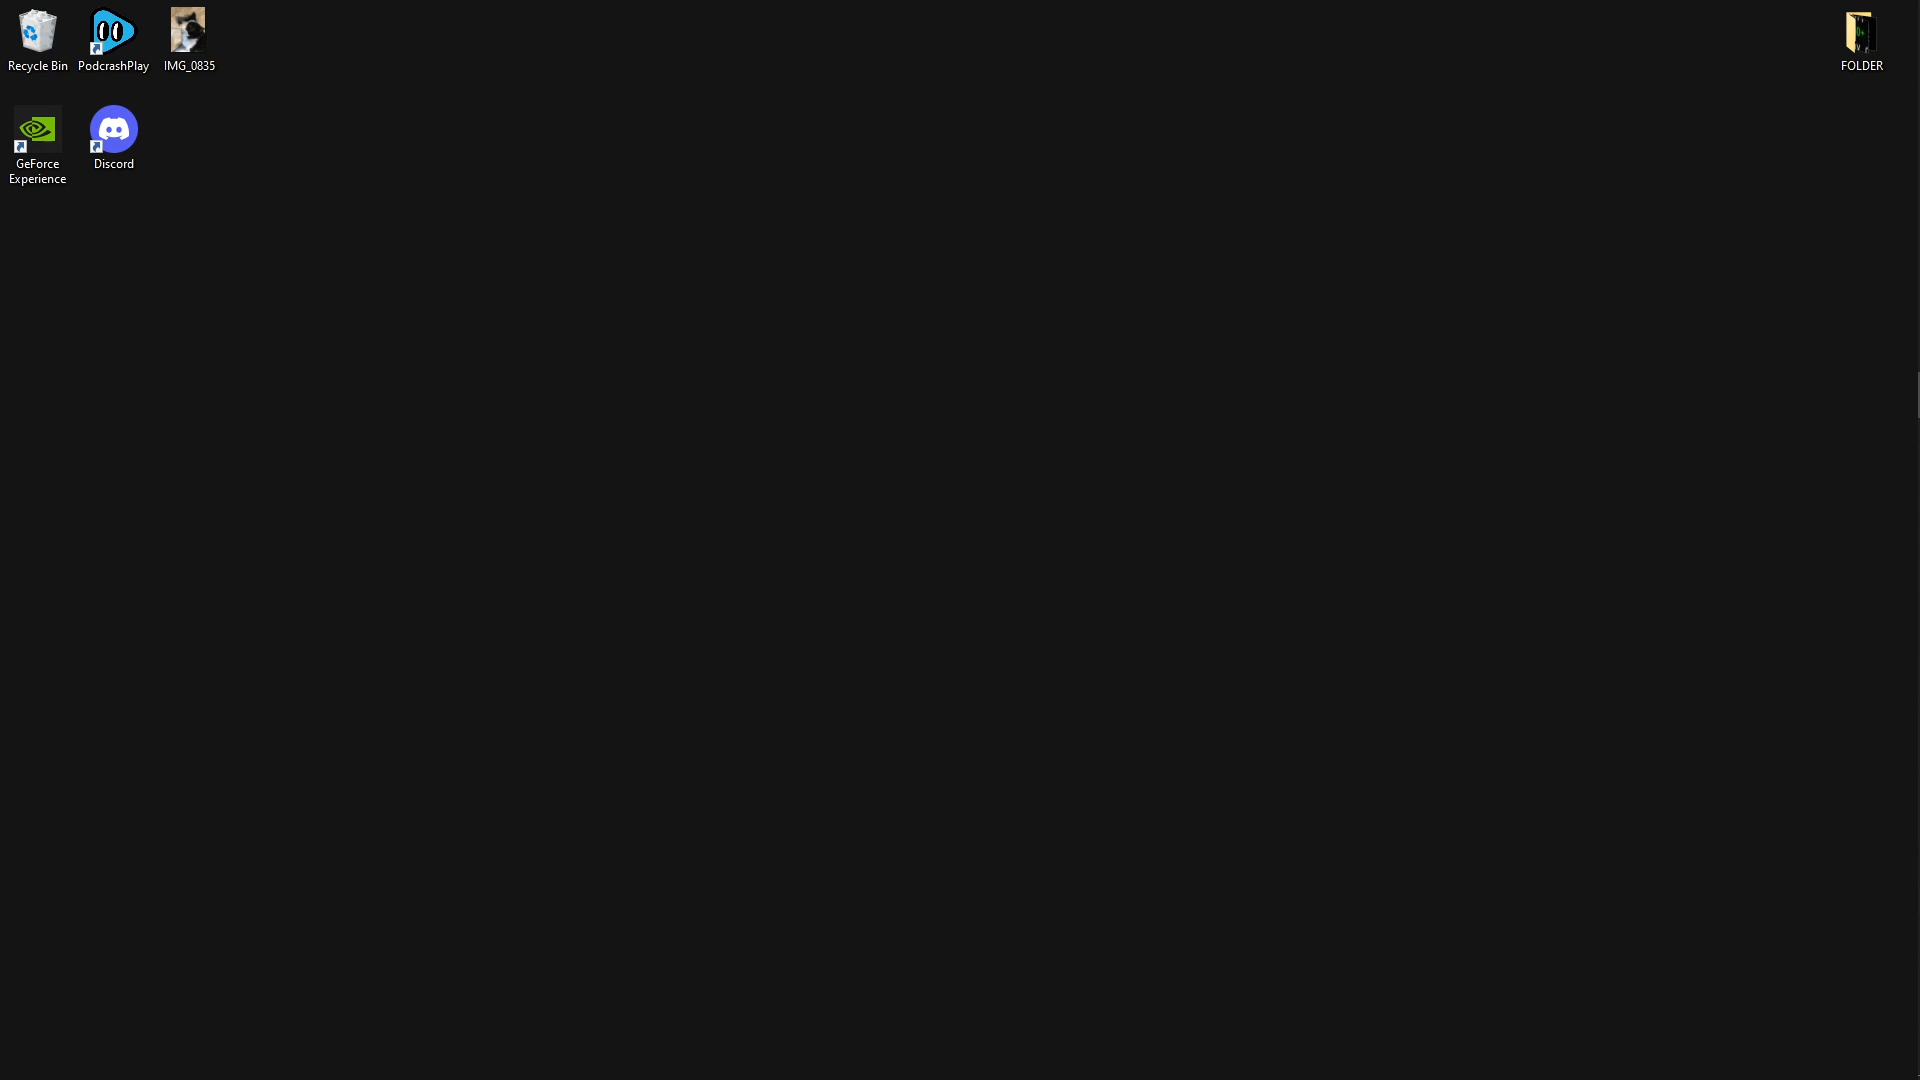 Recycle Bin
PodcrashPlay
IMG_0835
FOLDER
GeForce
Experience
Discord